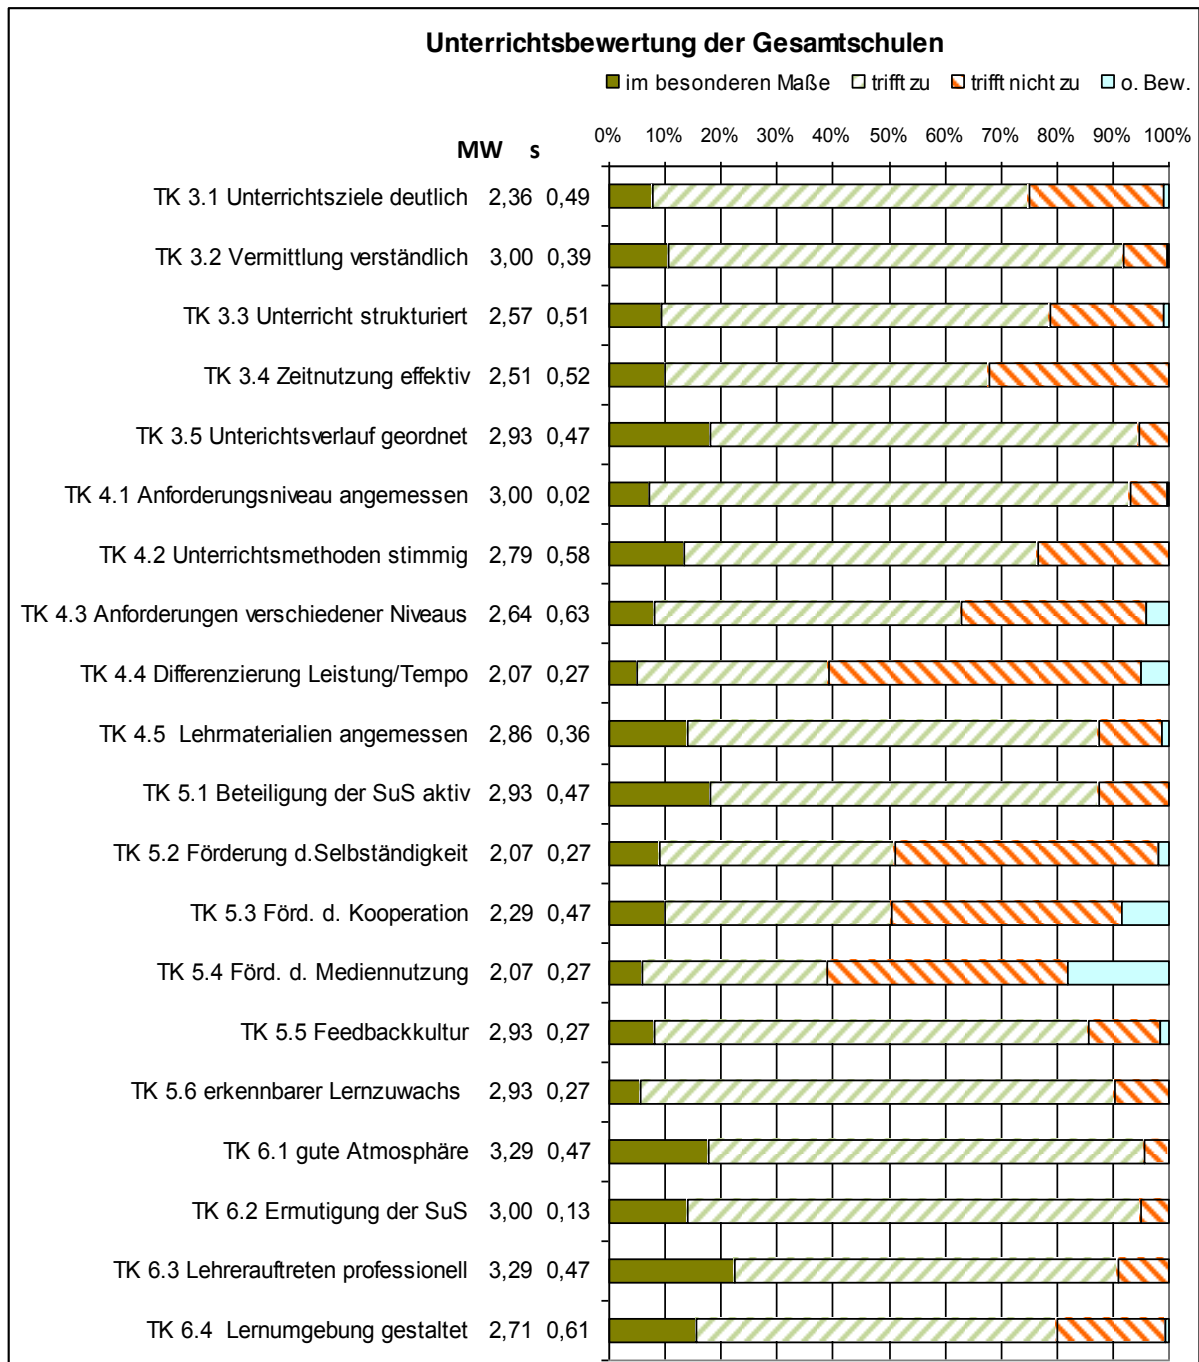 Unterrichtsbewertung der Gesamtschulen
im besonderen Maße trifft zu trifft nicht zu o. Bew.
0% 10% 20% 30% 40% 50% 60% 70% 80% 90% 100%
MW s
TK 3.1 Unterrichtsziele deutlich 2,36 0,49
TK 3.2 Vermittlung verständlich 3,00 0,39
TK 3.3 Unterricht strukturiert 2,57 0,51
TK 3.4 Zeitnutzung effektiv 2,51 0,52
TK 3.5 Unterichtsverlauf geordnet 2,93 0,47
TK 4.1 Anforderungsniveau angemessen 3,00 0,02
TK 4.2 Unterrichtsmethoden stimmig 2,79 0,58
TK 4.3 Anforderungen verschiedener Niveaus 2,64 0,63
TK 4.4 Differenzierung Leistung/Tempo 2,07 0,27
TK 4.5 Lehrmaterialien angemessen 2,86 0,36
TK 5.1 Beteiligung der SuS aktiv 2,93 0,47
TK 5.2 Förderung d.Selbständigkeit 2,07 0,27
TK 5.3 Förd. d. Kooperation 2,29 0,47
TK 5.4 Förd. d. Mediennutzung 2,07 0,27
TK 5.5 Feedbackkultur 2,93 0,27
TK 5.6 erkennbarer Lernzuwachs 2,93 0,27
TK 6.1 gute Atmosphäre 3,29 0,47
TK 6.2 Ermutigung der SuS 3,00 0,13
TK 6.3 Lehrerauftreten professionell 3,29 0,47
TK 6.4 Lernumgebung gestaltet 2,71 0,61